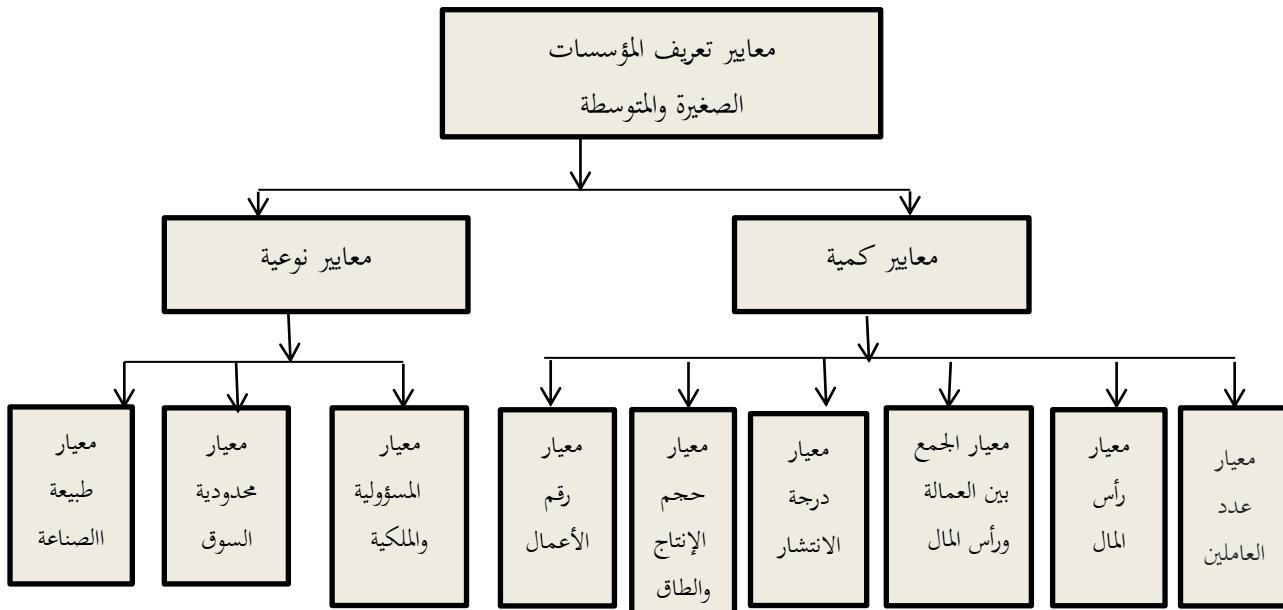 معايير تعريف المؤسسات
الصغيرة والمتوسطة
معايير كمية
معايير نوعية
معيار
عدد
العاملين
معيار
رأس
المال
معيار الجمع
بين العمالة
ورأس المال
معيار
درجة
الانتشار
معيار
حجم
الإنتاج
والطاق
معيار
رقم
الأعمال
معيار
المسؤولية
والملكية
معيار
محدودية
السوق
معيار
طبيعة
االصناعة